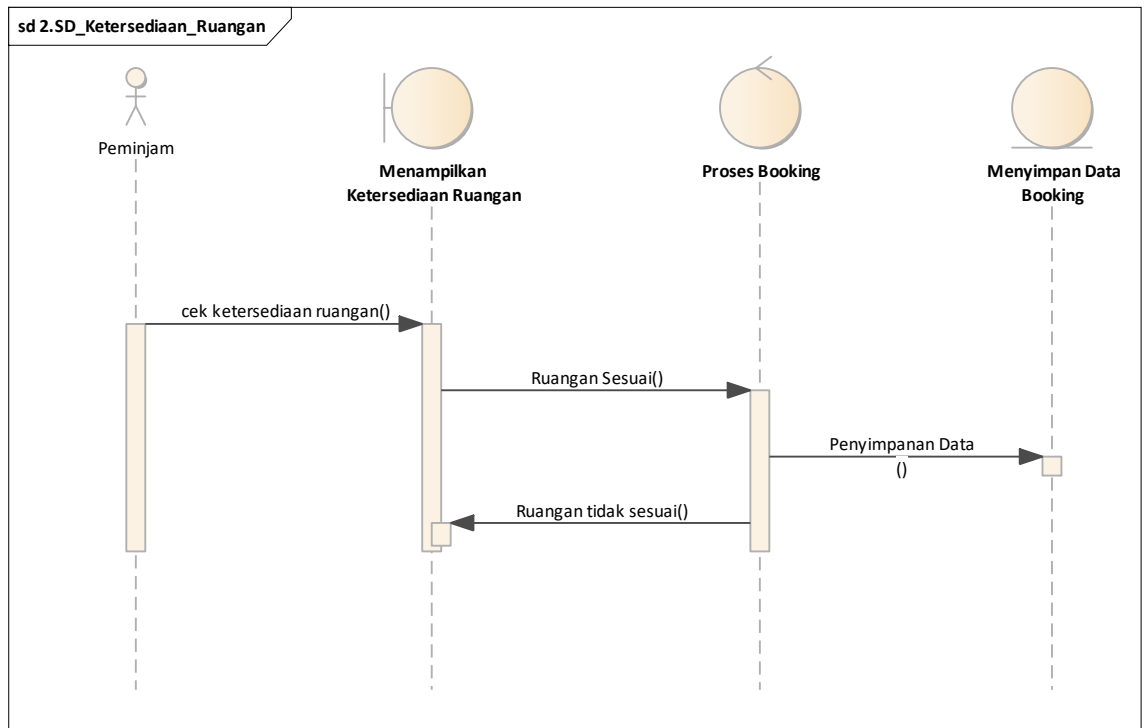 sd 2.SD_Ketersediaan_Ruangan
Peminjam
Menampilkan
Ketersediaan Ruangan
Proses Booking
Menyimpan Data
Booking
cek ketersediaan ruangan()
Ruangan Sesuai()
Penyimpanan Data
()
Ruangan tidak sesuai()